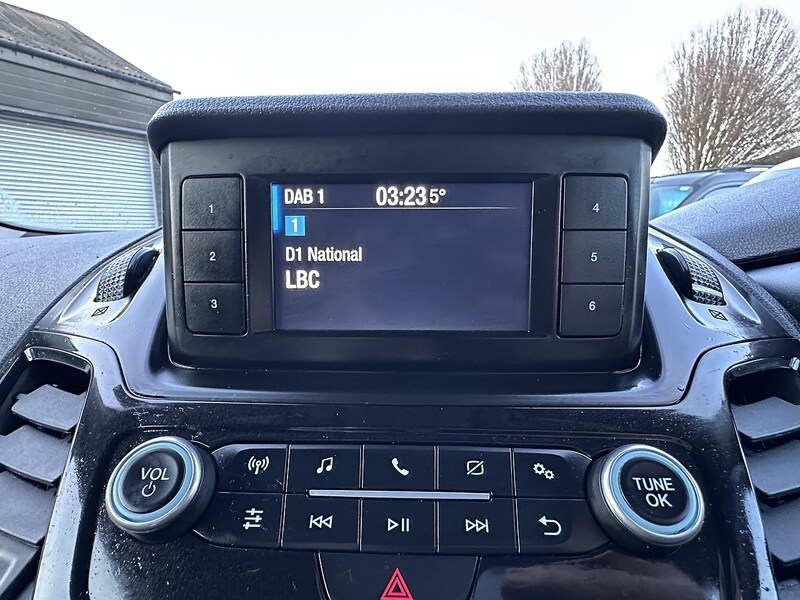 DAB 1 03:23 5°
1
D1 National
LBC
1
2
3
4
5
6
VOL
TUNE
OK